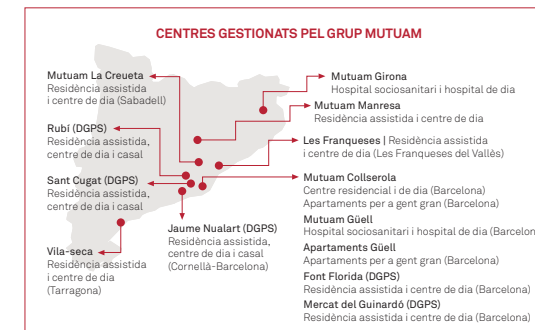 CENTRES GESTIONATS PEL GRUP MUTUAM
Mutuam La Creueta
Residència assistida
i centre de dia (Sabadell)
Rubí (DGPS)
Residència assistida,
centre de dia i casal
Sant Cugat (DGPS)
Residència assistida,
centre de dia i casal
Vila-seca
Residència assistida
i centre de dia
(Tarragona)
Jaume Nualart (DGPS)
Residència assistida,
centre de dia i casal
(Cornellà-Barcelona)
Mutuam Girona
Hospital sociosanitari i hospital de dia
Mutuam Manresa
Residència assistida i centre de dia
Les Franqueses | Residència assistida
i centre de dia (Les Franqueses del Vallès)
Mutuam Collserola
Centre residencial i de dia (Barcelona)
Apartaments per a gent gran (Barcelona)
Mutuam Güell
Hospital sociosanitari i hospital de dia (Barcelon
Apartaments Güell
Apartaments per a gent gran (Barcelona)
Font Florida (DGPS)
Residència assistida i centre de dia (Barcelona)
Mercat del Guinardó (DGPS)
Residència assistida i centre de dia (Barcelona)